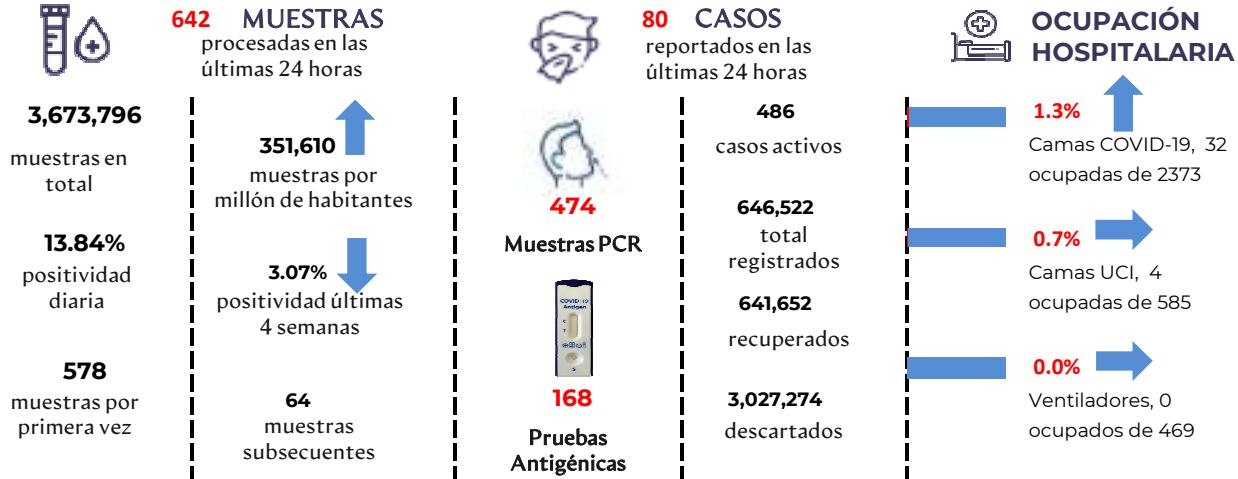 642 MUESTRAS
procesadas en las
últimas 24 horas
3,673,796
muestras en
total
13.84%
positividad
diaria
578
muestras por
primera vez
351,610
muestras por
millón de habitantes
3.07%
positividad últimas
4 semanas
64
muestras
subsecuentes
80 CASOS
reportados en las
últimas 24 horas
474
Muestras PCR
COVID-19
Antigen
C
T
S
168
Pruebas
Antigénicas
486
casos activos
646,522
total
registrados
641,652
recuperados
3,027,274
descartados
OCUPACIÓN
HOSPITALARIA
1.3%
Camas COVID-19, 32
ocupadas de 2373
0.7%
Camas UCI, 4
ocupadas de 585
0.0%
Ventiladores, 0
ocupados de 469